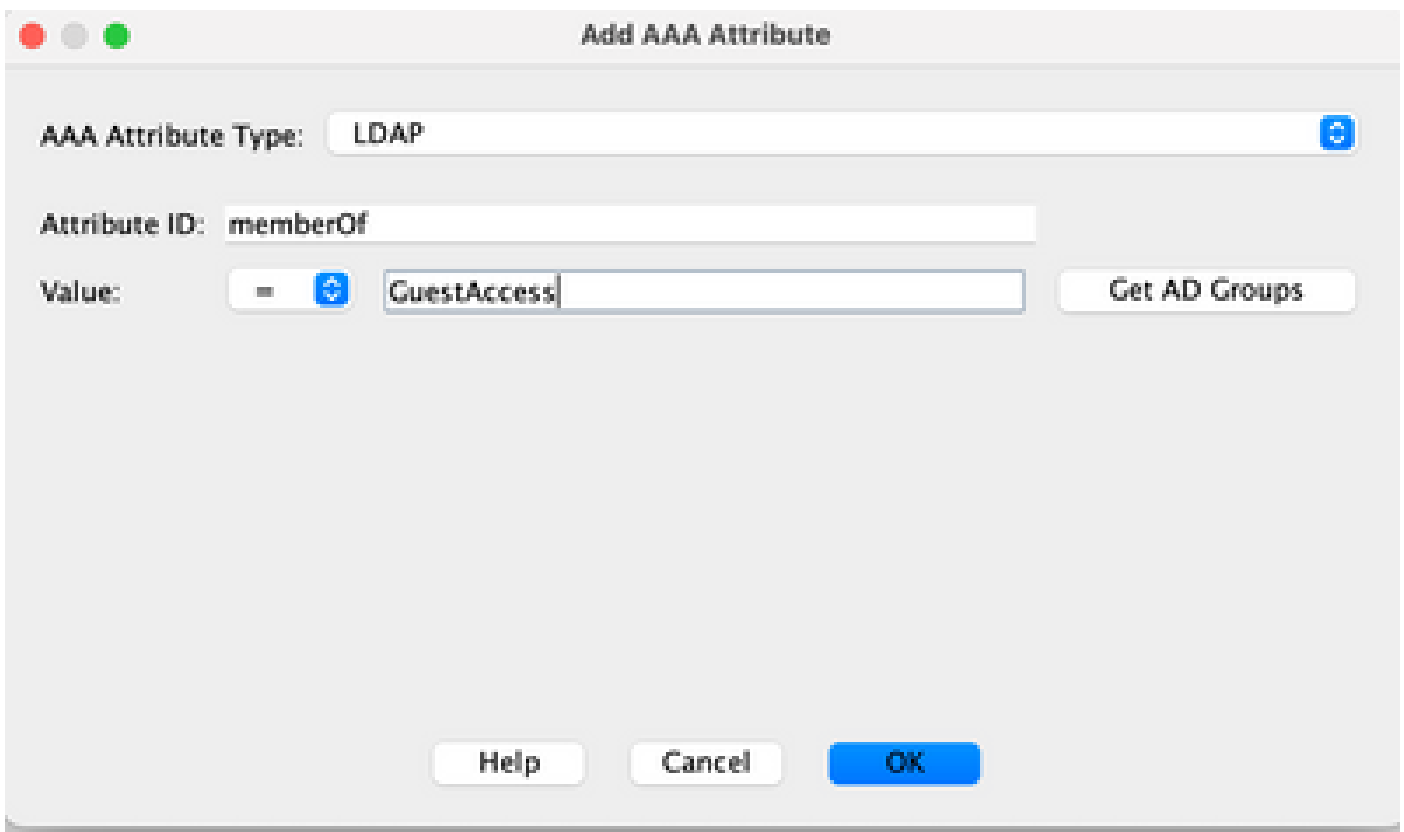 Add AAA Attribute
AAA Attribute Type: LDAP
Attribute ID: memberOf
Value: = GuestAccess Get AD Groups
Help Cancel OK